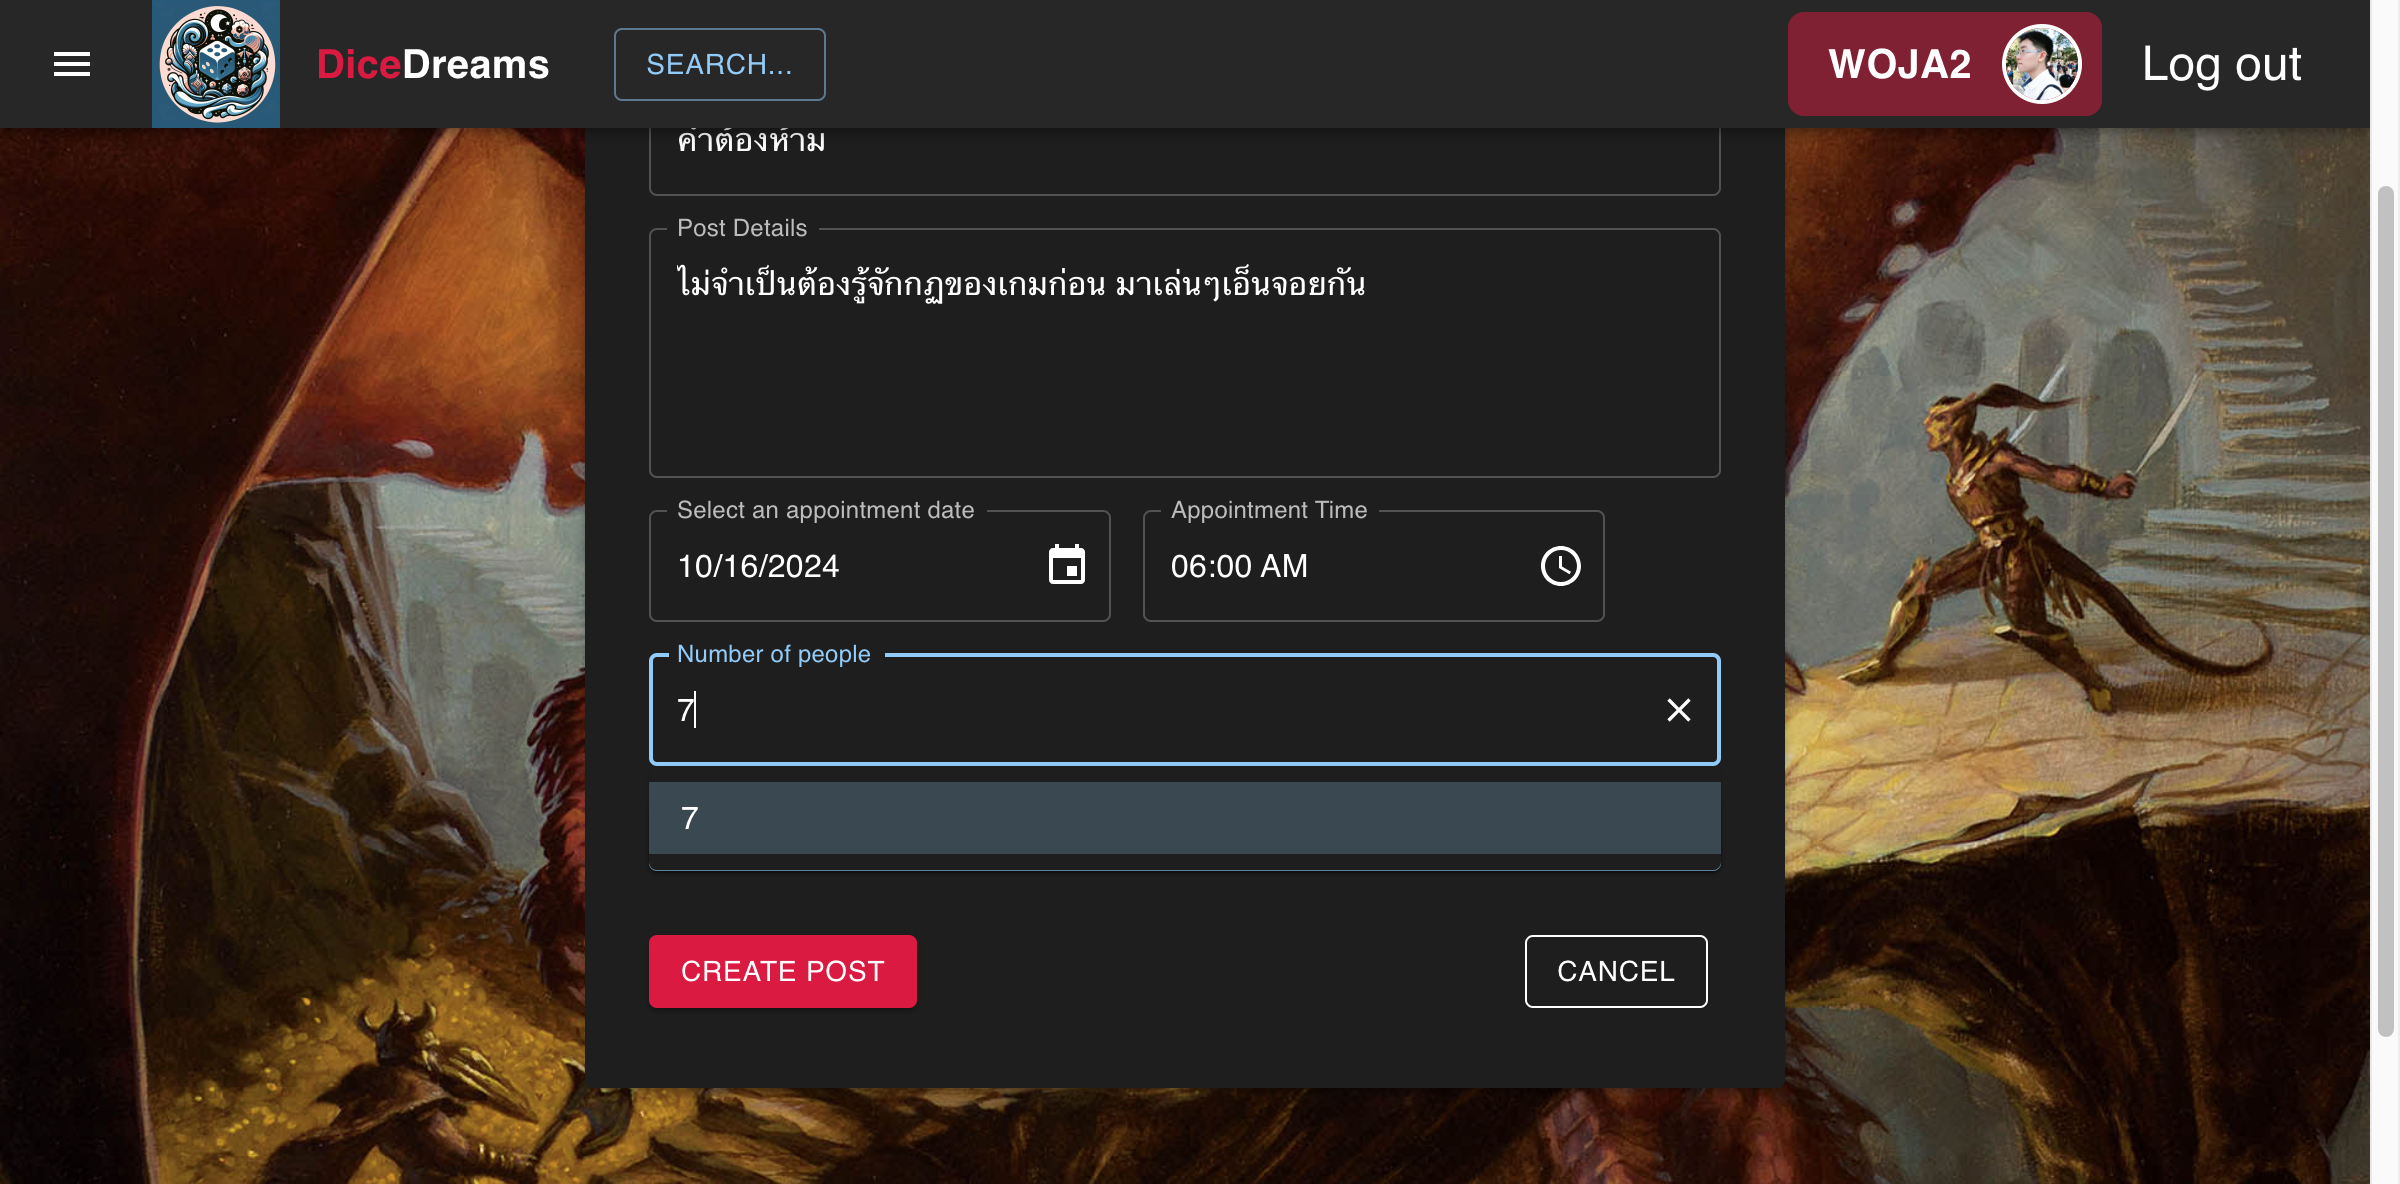 DiceDreams
SEARCH...
WOJA2
Log out
คำต้องห้าม
Post Details
ไม่จำเป็นต้องรู้จักกฏของเกมก่อน มาเล่นๆเอ็นจอยกัน
Select an appointment date
Appointment Time
10/16/2024
06:00 AM
Number of people
7
7
CREATE POST
CANCEL